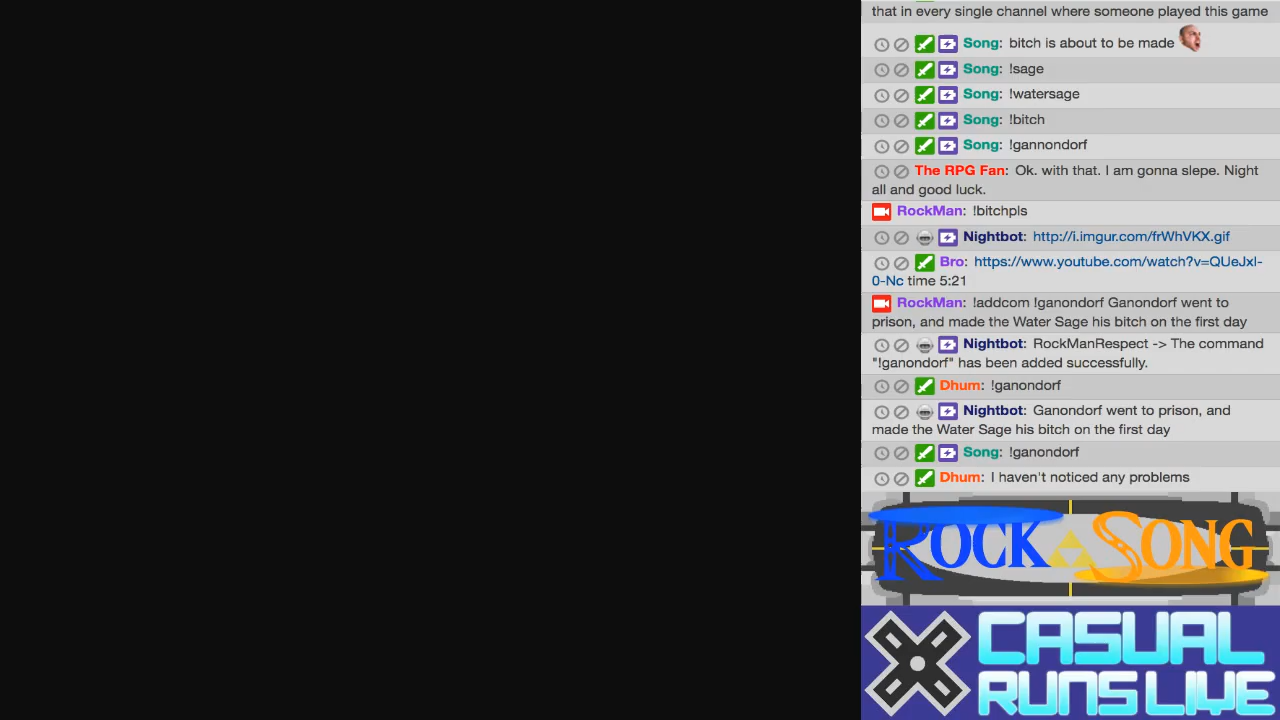 that in every single channel where someone played this game
Song: bitch is about to be made
Song: !sage
Song: !watersage
Song: !bitch
Song: !gannondorf
The RPG Fan: Ok. with that. I am gonna slepe. Night
all and good luck.
RockMan: !bitchpls
Nightbot: http://i.imgur.com/frWhVKX.gif
Bro: https://www.youtube.com/watch?v=QUeJxI-
0-Nc time 5:21
RockMan: !addcom !ganondorf Ganondorf went to
prison, and made the Water Sage his bitch on the first day
Nightbot: RockManRespect -> The command
"!ganondorf" has been added successfully.
Dhum: !ganondorf
Nightbot: Ganondorf went to prison, and
made the Water Sage his bitch on the first day
Song: !ganondorf
Dhum: I haven't noticed any problems
ROCK SONG
CASUAL
RUNS LIVE